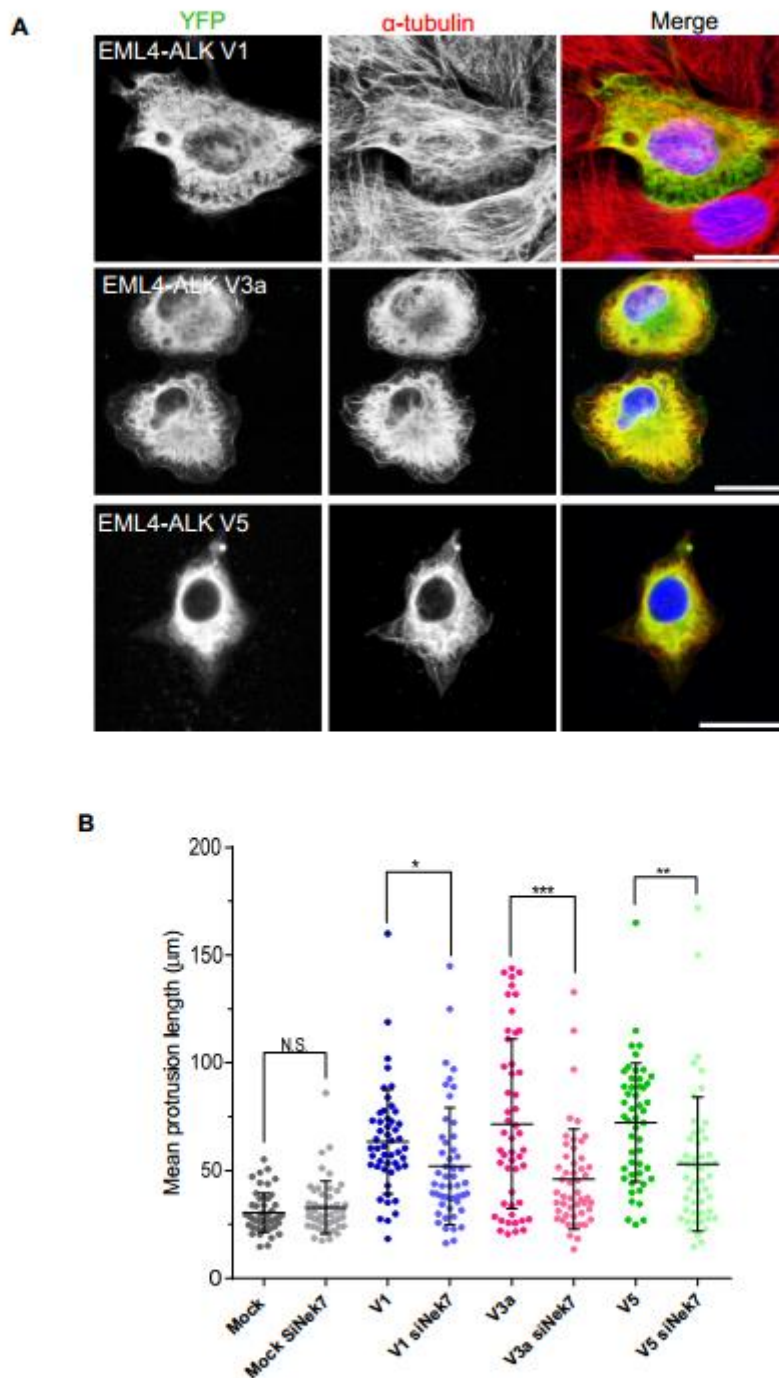 A
YFP α-tubulin Merge
EML4-ALK V1
EML4-ALK V3a
EML4-ALK V5
B
Mean protrusion length (μm)
200
150
100
50
0
N.S.
*
***
**
Mock
Mock SiNek7
V1
V1 siNek7
V3a
V3a siNek7
V5
V5 siNek7